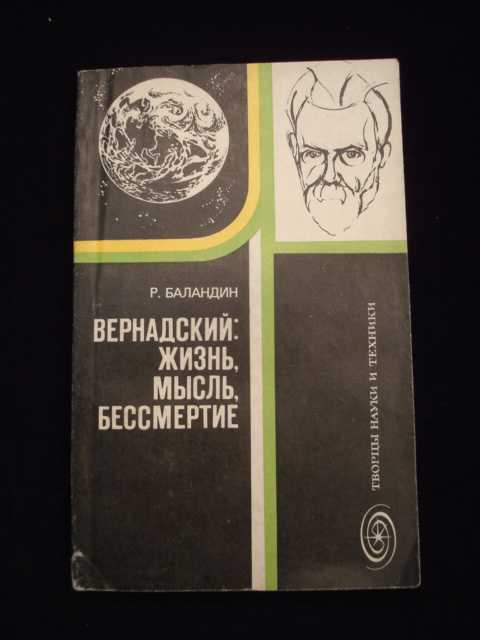 Р. БАЛАНДИН
ВЕРНАДСКИЙ:
ЖИЗНЬ,
МЫСЛЬ,
БЕССМЕРТИЕ
ТВОРЦЫ НАУКИ И ТЕХНИКИ